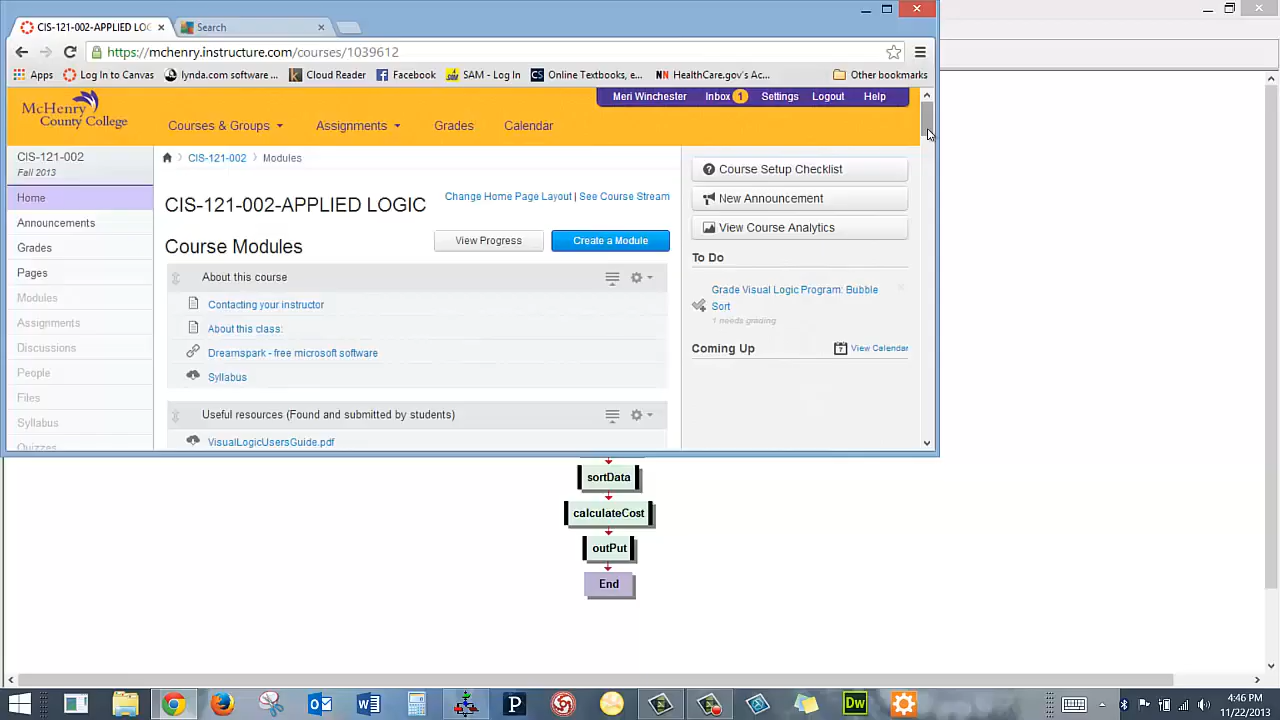 CIS-121-002-APPLIED LOG
Search
https://mchenry.instructure.com/courses/1039612
Apps
Log In to Canvas
lynda.com software ...
Cloud Reader
Facebook
SAM - Log In
Online Textbooks, e...
HealthCare.gov's Ac...
Other bookmarks
Meri Winchester
Inbox 1
Settings
Logout
Help
McHenry
County College
Courses & Groups
Assignments
Grades
Calendar
CIS-121-002
Fall 2013
Home
Announcements
Grades
Pages
Modules
Assignments
Discussions
People
Files
Syllabus
Quizzes
CIS-121-002
Modules
Change Home Page Layout | See Course Stream
CIS-121-002-APPLIED LOGIC
Course Modules
View Progress
Create a Module
About this course
Contacting your instructor
About this class:
Dreamspark - free microsoft software
Syllabus
Useful resources (Found and submitted by students)
VisualLogicUsersGuide.pdf
Course Setup Checklist
New Announcement
View Course Analytics
To Do
Grade Visual Logic Program: Bubble
Sort
1 needs grading
Coming Up
View Calendar
sortData
calculateCost
outPut
End
4:46 PM
11/22/2013